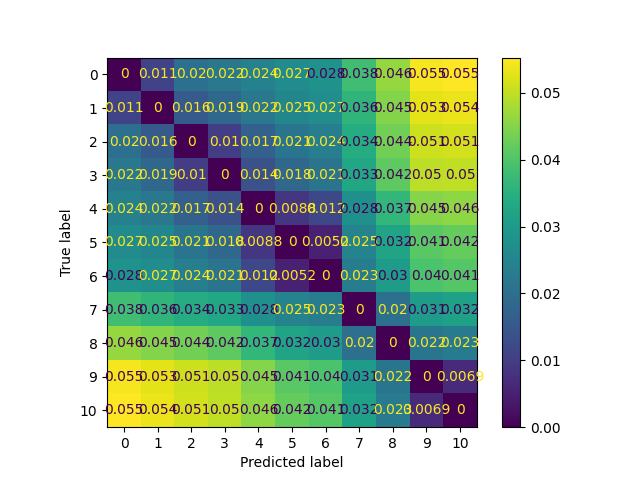 0 0 0.011 0.02 0.022 0.024 0.027 0.028 0.038 0.046 0.055 0.055
1 0.011 0 0.016 0.019 0.022 0.025 0.027 0.036 0.045 0.053 0.054
2 0.02 0.016 0 0.01 0.017 0.021 0.024 0.034 0.044 0.051 0.051
3 0.022 0.019 0.01 0 0.014 0.018 0.021 0.033 0.042 0.05 0.05
4 0.024 0.022 0.017 0.014 0 0.0088 0.012 0.028 0.037 0.045 0.046
5 0.027 0.025 0.021 0.018 0.0088 0 0.0052 0.025 0.032 0.041 0.042
6 0.028 0.027 0.024 0.021 0.012 0.0052 0 0.023 0.03 0.04 0.041
7 0.038 0.036 0.034 0.033 0.028 0.025 0.023 0 0.02 0.031 0.032
8 0.046 0.045 0.044 0.042 0.037 0.032 0.03 0.02 0 0.022 0.023
9 0.055 0.053 0.051 0.05 0.045 0.041 0.04 0.031 0.022 0 0.0069
10 0.055 0.054 0.051 0.05 0.046 0.042 0.041 0.032 0.023 0.0069 0
0 1 2 3 4 5 6 7 8 9 10
Predicted label
True label
0.05
0.04
0.03
0.02
0.01
0.00